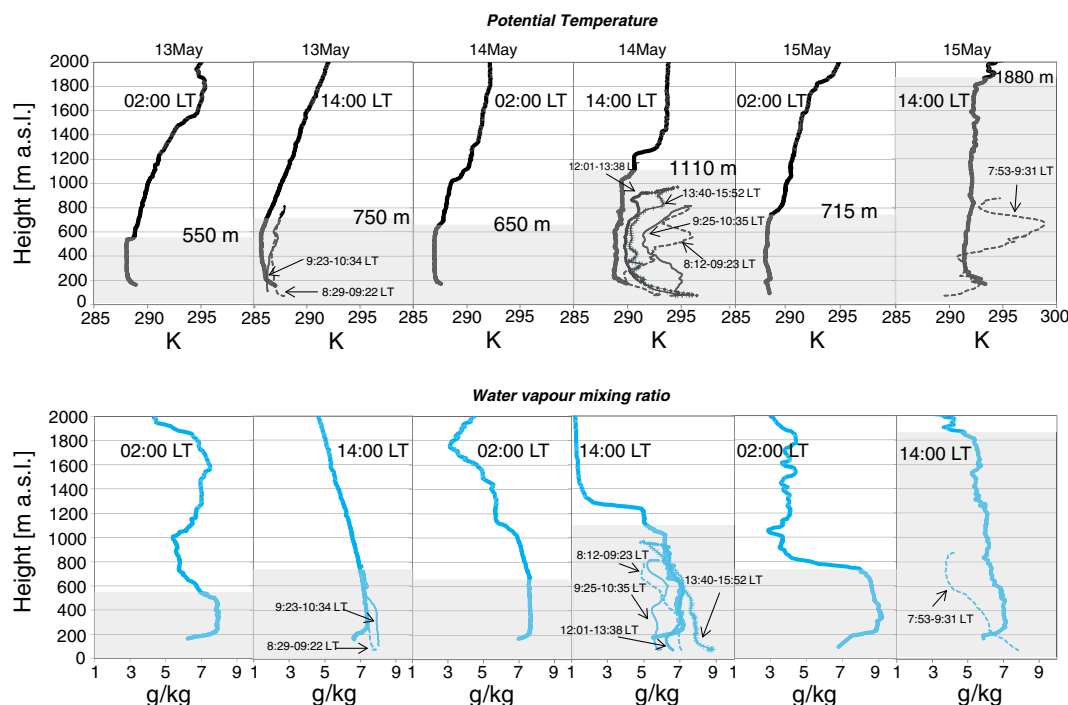 Potential Temperature
13May 13May 14May 14May 15May 15May
2000
1800
1600
1400
1200
1000
800
600
400
200
0
Height [m a.s.l.]
02:00 LT
14:00 LT
02:00 LT
14:00 LT
02:00 LT
14:00 LT
1880 m
12:01-13:38 LT
1110 m
7:53-9:31 LT
13:40-15:52 LT
550 m
750 m
650 m
715 m
9:25-10:35 LT
9:23-10:34 LT
8:12-09:23 LT
8:29-09:22 LT
285 290 295 285 290 295 285 290 295 285 290 295 285 290 295 285 290 295 300
K K K K K K
Water vapour mixing ratio
2000
1800
1600
1400
1200
1000
800
600
400
200
0
Height [m a.s.l.]
02:00 LT
14:00 LT
02:00 LT
14:00 LT
02:00 LT
14:00 LT
8:12-09:23 LT
9:25-10:35 LT
13:40-15:52 LT
9:23-10:34 LT
7:53-9:31 LT
12:01-13:38 LT
8:29-09:22 LT
1 3 5 7 9 1 3 5 7 9 1 3 5 7 9 1 3 5 7 9 1 3 5 7 9 1 3 5 7 9
g/kg g/kg g/kg g/kg g/kg g/kg